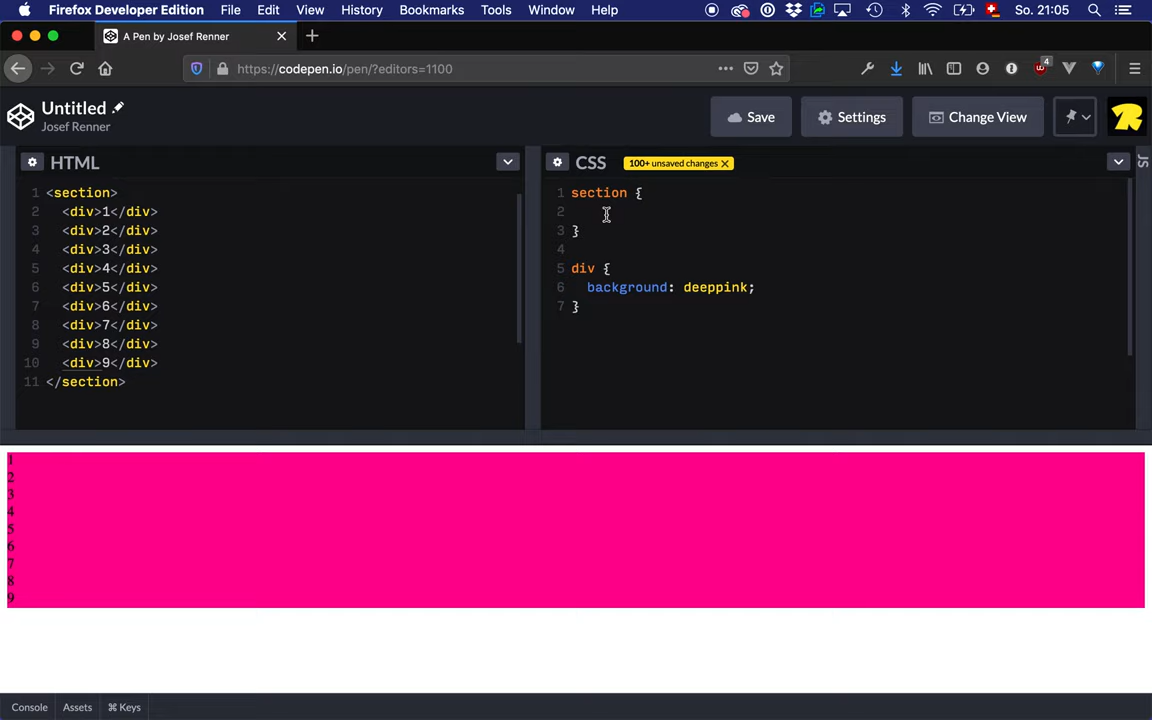 Firefox Developer Edition File Edit View History Bookmarks Tools Window Help So. 21:05
A Pen by Josef Renner
https://codepen.io/pen/?editors=1100 4
Untitled
Josef Renner
Save Settings Change View
HTML
1 <section>
2 <div>1</div>
3 <div>2</div>
4 <div>3</div>
5 <div>4</div>
6 <div>5</div>
7 <div>6</div>
8 <div>7</div>
9 <div>8</div>
10 <div>9</div>
11 </section>
CSS 100+ unsaved changes x
1 section {
2
3 }
4
5 div {
6 background: deeppink;
7 }
JS
1
2
3
4
5
6
7
8
9
Console Assets ⌘ Keys